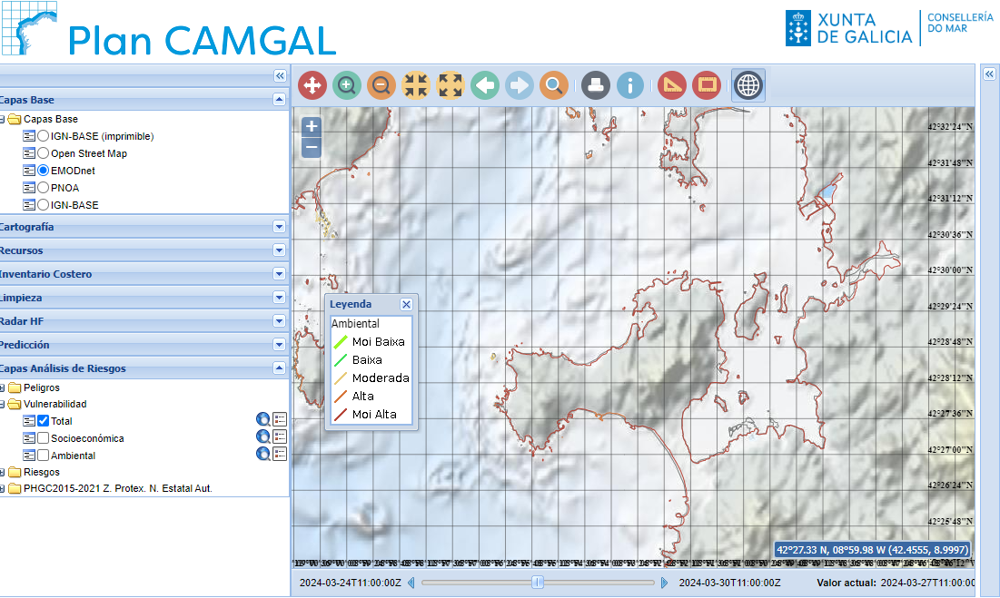 Plan CAMGAL
XUNTA
DE GALICIA
CONSELLERÍA
DO MAR
Capas Base
Capas Base
IGN-BASE (imprimible)
Open Street Map
EMODnet
PNOA
IGN-BASE
Cartografía
Recursos
Inventario Costero
Limpieza
Radar HF
Predicción
Capas Análisis de Riesgos
Peligros
Vulnerabilidad
Total
Socioeconómica
Ambiental
Riesgos
PHGC2015-2021 Z. Protex. N. Estatal Aut.
+
−
Leyenda
Ambiental
Moi Baixa
Baixa
Moderada
Alta
Moi Alta
42°32'24''N
42°31'48''N
42°31'12''N
42°30'36''N
42°30'00''N
42°29'24''N
42°28'48''N
42°28'12''N
42°27'36''N
42°27'00''N
42°26'24''N
42°25'48''N
42º27.33 N, 08º59.98 W (42.4555, 8.9997)
2024-03-24T11:00:00Z
2024-03-30T11:00:00Z
Valor actual: 2024-03-27T11:00:00